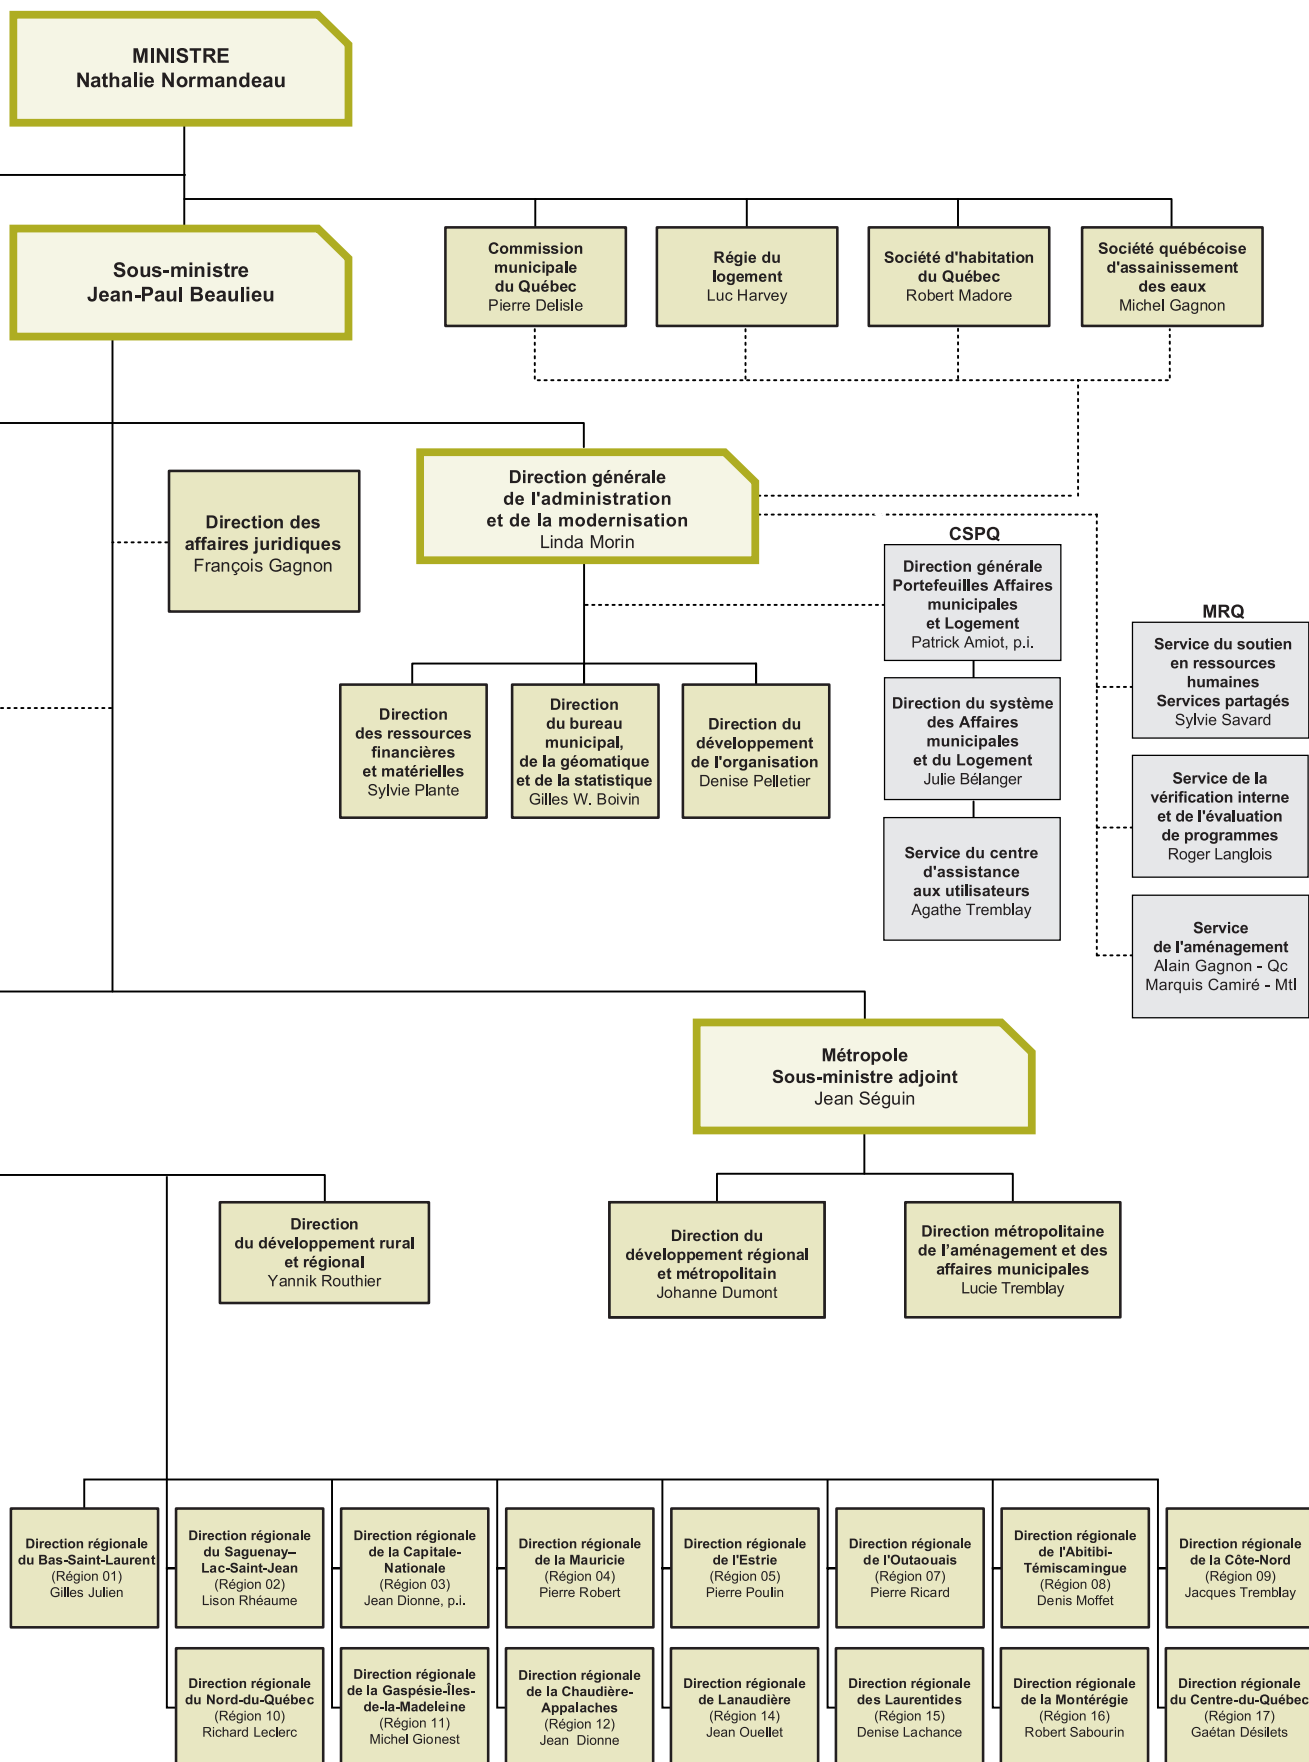 MINISTRE
Nathalie Normandeau
Sous-ministre
Jean-Paul Beaulieu
Commission
municipale
du Québec
Pierre Delisle
Régie du
logement
Luc Harvey
Société d'habitation
du Québec
Robert Madore
Société québécoise
d'assainissement
des eaux
Michel Gagnon
Direction générale
de l'administration
et de la modernisation
Linda Morin
Direction des
affaires juridiques
François Gagnon
CSPQ
Direction générale
Portefeuilles Affaires
municipales
et Logement
Patrick Amiot, p.i.
Direction du système
des Affaires
municipales
et du Logement
Julie Bélanger
Service du centre
d'assistance
aux utilisateurs
Agathe Tremblay
MRQ
Service du soutien
en ressources
humaines
Services partagés
Sylvie Savard
Service de la
vérification interne
et de l'évaluation
de programmes
Roger Langlois
Service
de l'aménagement
Alain Gagnon - Qc
Marquis Camiré - Mtl
Direction
des ressources
financières
et matérielles
Sylvie Plante
Direction
du bureau
municipal,
de la géomatique
et de la statistique
Gilles W. Boivin
Direction du
développement
de l'organisation
Denise Pelletier
Métropole
Sous-ministre adjoint
Jean Séguin
Direction
du développement rural
et régional
Yannik Routhier
Direction du
développement régional
et métropolitain
Johanne Dumont
Direction métropolitaine
de l'aménagement et des
affaires municipales
Lucie Tremblay
Direction régionale
du Bas-Saint-Laurent
(Région 01)
Gilles Julien
Direction régionale
du Saguenay–
Lac-Saint-Jean
(Région 02)
Lison Rhéaume
Direction régionale
de la Capitale-
Nationale
(Région 03)
Jean Dionne, p.i.
Direction régionale
de la Mauricie
(Région 04)
Pierre Robert
Direction régionale
de l'Estrie
(Région 05)
Pierre Poulin
Direction régionale
de l'Outaouais
(Région 07)
Pierre Ricard
Direction régionale
de l'Abitibi-
Témiscamingue
(Région 08)
Denis Moffet
Direction régionale
de la Côte-Nord
(Région 09)
Jacques Tremblay
Direction régionale
du Nord-du-Québec
(Région 10)
Richard Leclerc
Direction régionale
de la Gaspésie-Îles-
de-la-Madeleine
(Région 11)
Michel Gionest
Direction régionale
de la Chaudière-
Appalaches
(Région 12)
Jean Dionne
Direction régionale
de Lanaudière
(Région 14)
Jean Ouellet
Direction régionale
des Laurentides
(Région 15)
Denise Lachance
Direction régionale
de la Montérégie
(Région 16)
Robert Sabourin
Direction régionale
du Centre-du-Québec
(Région 17)
Gaétan Désilets